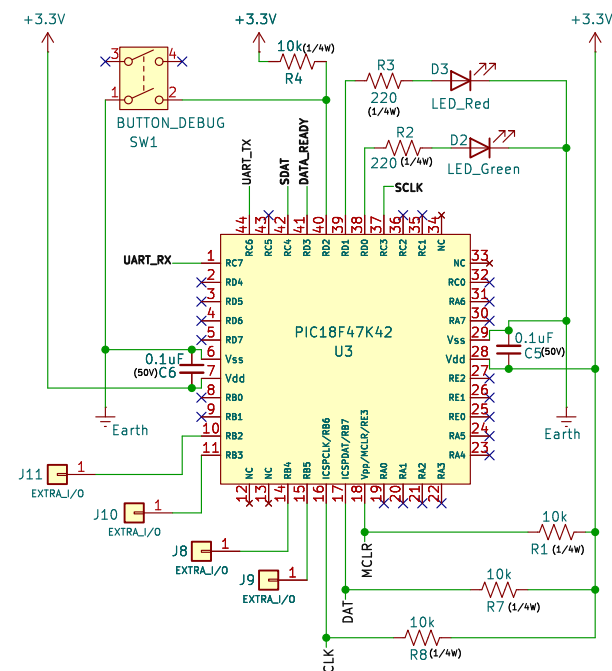 +3.3V
+3.3V
+3.3V
10k (1/4W)
R4
3
4
1
2
BUTTON_DEBUG
SW1
R3
220
(1/4W)
D3
LED_Red
R2
220 (1/4W)
D2
LED_Green
UART_TX
SDAT
DATA_READY
SCLK
44
43
42
41
40
39
38
37
36
35
34
RC6
RC5
RC4
RD3
RD2
RD1
RD0
RC3
RC2
RC1
NC
UART_RX
1 RC7
2 RD4
3 RD5
4 RD6
5 RD7
6 Vss
7 Vdd
8 RB0
9 RB1
10 RB2
11 RB3
NC 33
RC0 32
RA6 31
RA7 30
Vss 29
Vdd 28
RE2 27
RE1 26
RE0 25
RA5 24
RA4 23
PIC18F47K42
U3
0.1uF
(50V) C6
0.1uF
C5 (50V)
Earth
Earth
NC
NC
RB4
RB5
ICSPCLK/RB6
ICSPDAT/RB7
Vpp/MCLR/RE3
RA0
RA1
RA2
RA3
12
13
14
15
16
17
18
19
20
21
22
J11
1
EXTRA_I/O
J10
1
EXTRA_I/O
J8
1
EXTRA_I/O
J9
1
EXTRA_I/O
MCLR
10k
R1 (1/4W)
DAT
10k
R7 (1/4W)
CLK
10k
R8 (1/4W)